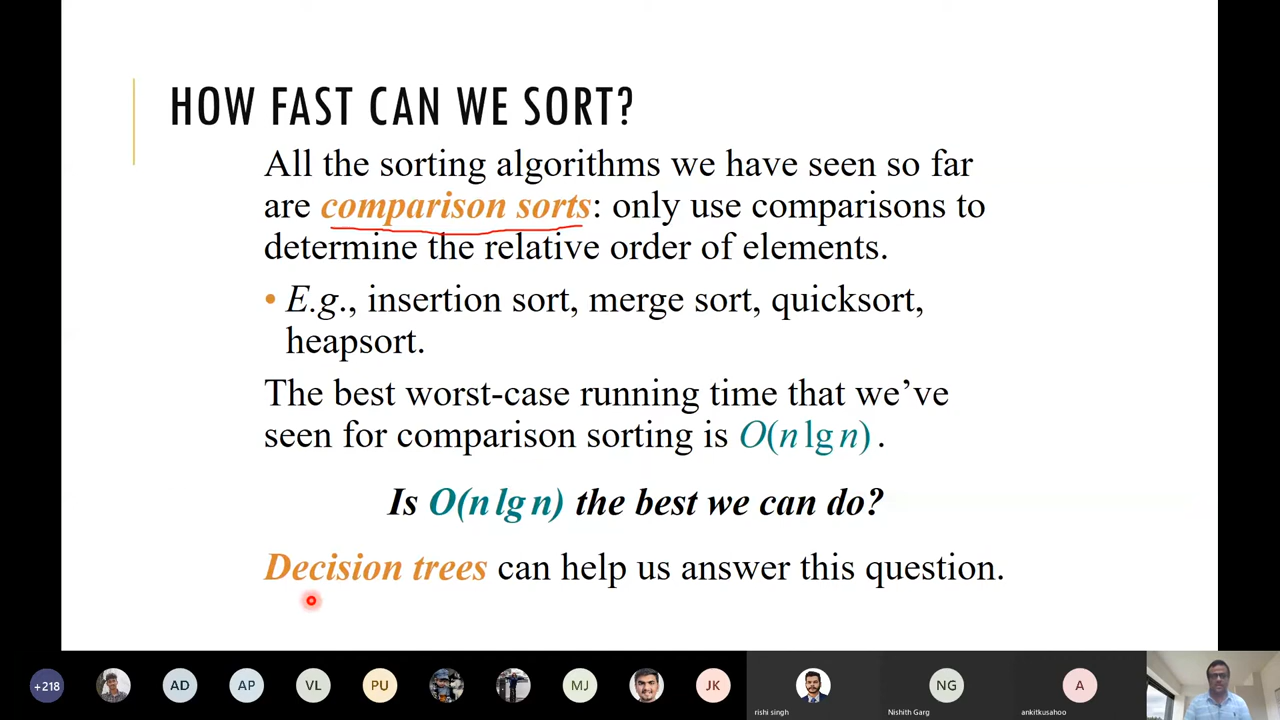 HOW FAST CAN WE SORT?
All the sorting algorithms we have seen so far
are comparison sorts: only use comparisons to
determine the relative order of elements.
• E.g., insertion sort, merge sort, quicksort,
heapsort.
The best worst-case running time that we’ve
seen for comparison sorting is O(n lg n) .
Is O(n lg n) the best we can do?
Decision trees can help us answer this question.
+218 AD AP VL PU MJ JK NG A
rishi singh Nishith Garg ankitkusahoo